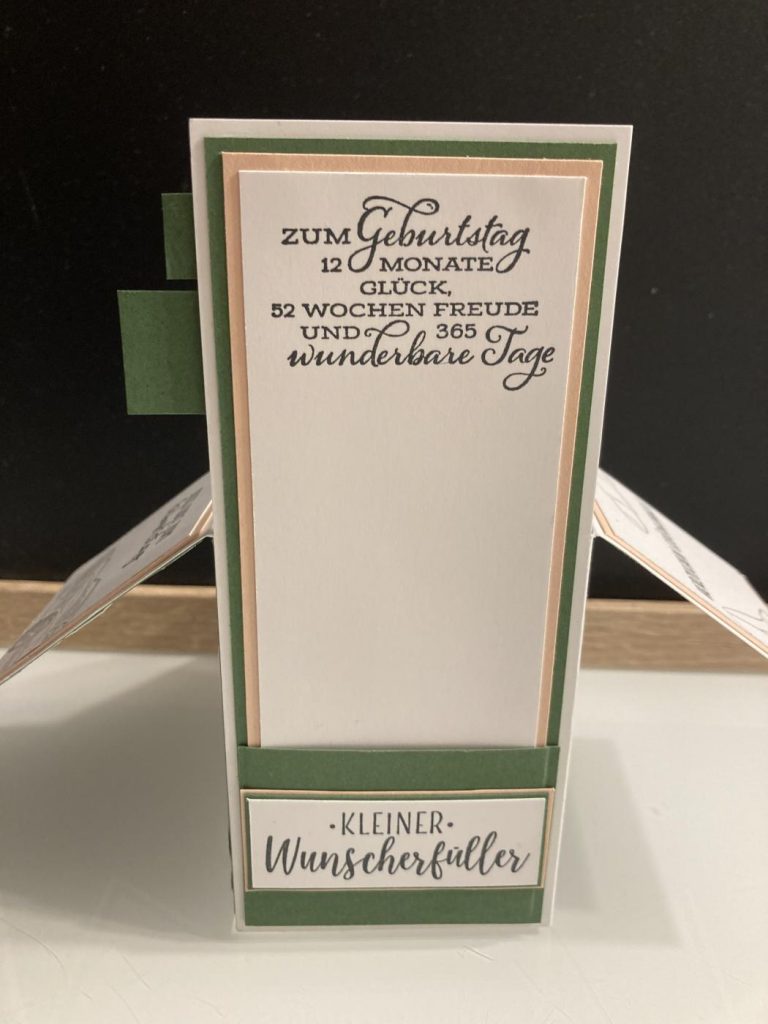 ZUM Geburtstag
12 MONATE
GLÜCK,
52 WOCHEN FREUDE
UND 365
wunderbare Tage
·KLEINER·
Wunscherfüller